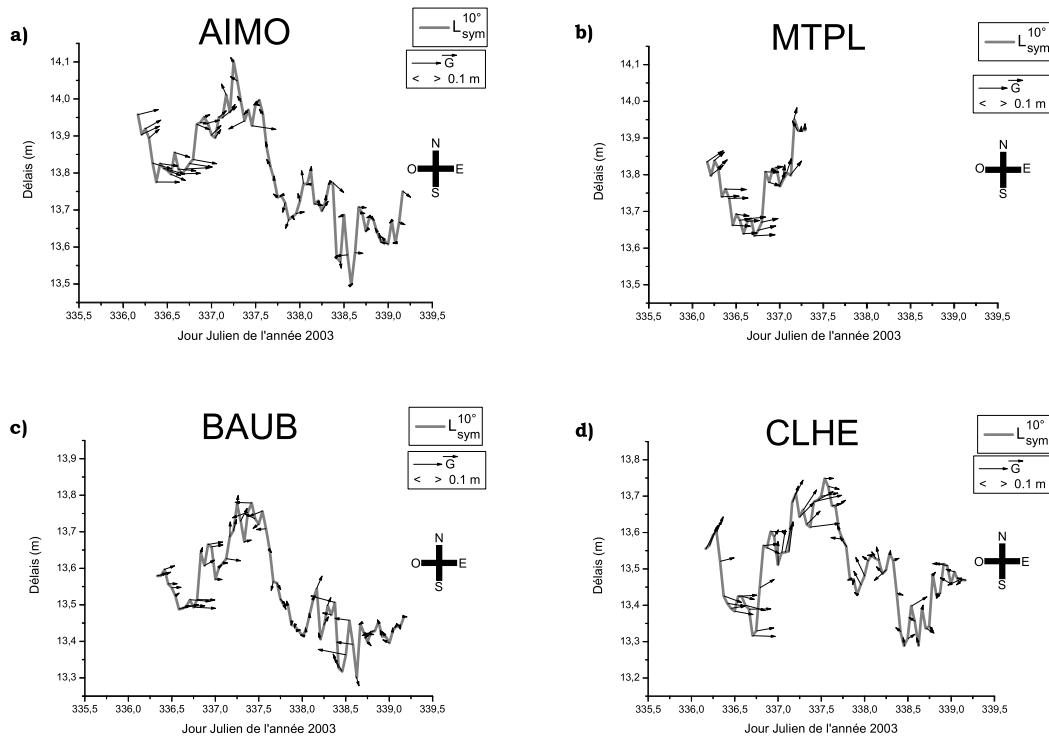 a)
AIMO
L 10° sym
G
< > 0.1 m
14,1
14,0
13,9
13,8
13,7
13,6
13,5
Délais (m)
335,5 336,0 336,5 337,0 337,5 338,0 338,5 339,0 339,5
Jour Julien de l'année 2003
N
O E
S
b)
MTPL
L 10° sym
G
< > 0.1 m
14,1
14,0
13,9
13,8
13,7
13,6
13,5
Délais (m)
335,5 336,0 336,5 337,0 337,5 338,0 338,5 339,0 339,5
Jour Julien de l'année 2003
N
O E
S
c)
BAUB
L 10° sym
G
< > 0.1 m
13,9
13,8
13,7
13,6
13,5
13,4
13,3
Délais (m)
335,5 336,0 336,5 337,0 337,5 338,0 338,5 339,0 339,5
Jour Julien de l'année 2003
N
O E
S
d)
CLHE
L 10° sym
G
< > 0.1 m
13,8
13,7
13,6
13,5
13,4
13,3
13,2
Délais (m)
335,5 336,0 336,5 337,0 337,5 338,0 338,5 339,0 339,5
Jour Julien de l'année 2003
N
O E
S